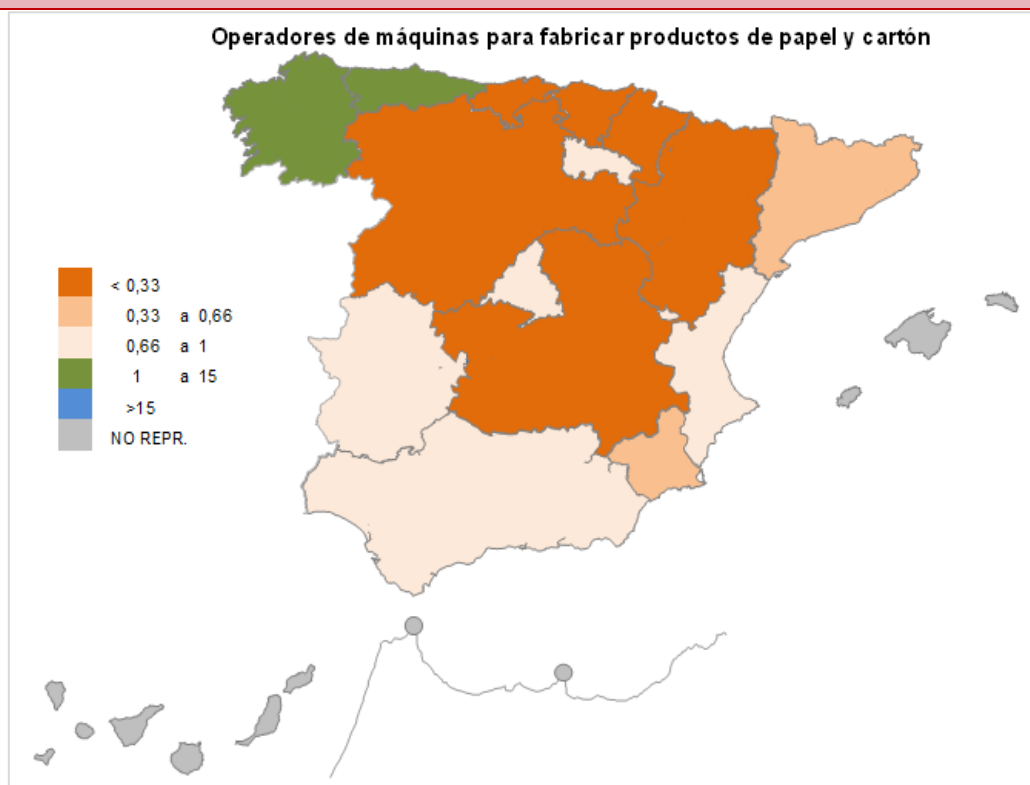 Operadores de máquinas para fabricar productos de papel y cartón
< 0,33
0,33 a 0,66
0,66 a 1
1 a 15
>15
NO REPR.